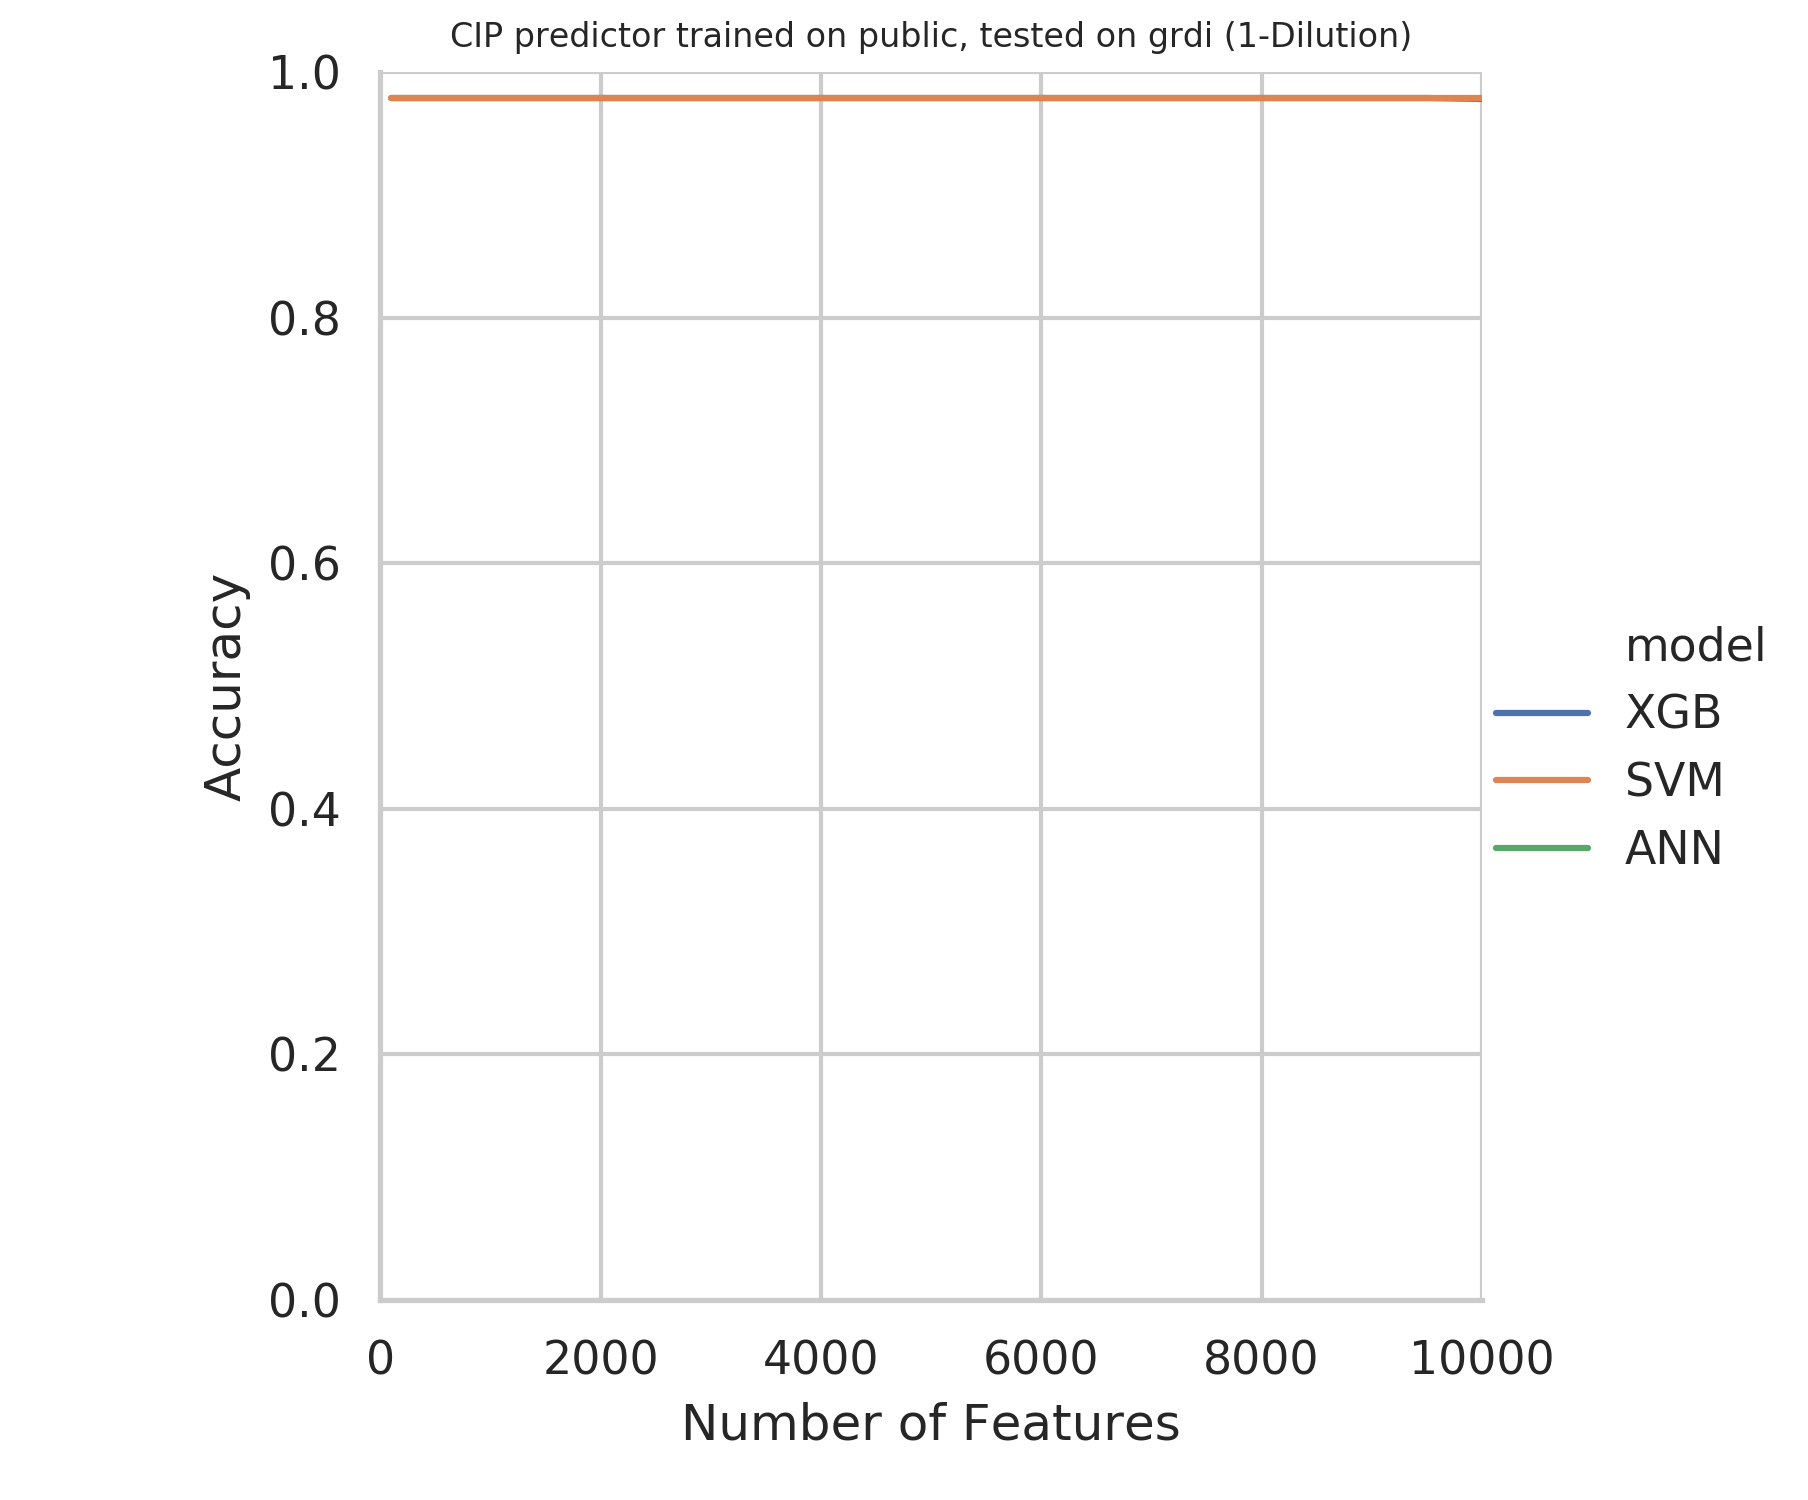 CIP predictor trained on public, tested on grdi (1-Dilution)
1.0
0.8
0.6
0.4
0.2
0.0
Accuracy
0 2000 4000 6000 8000 10000
Number of Features
model
XGB
SVM
ANN